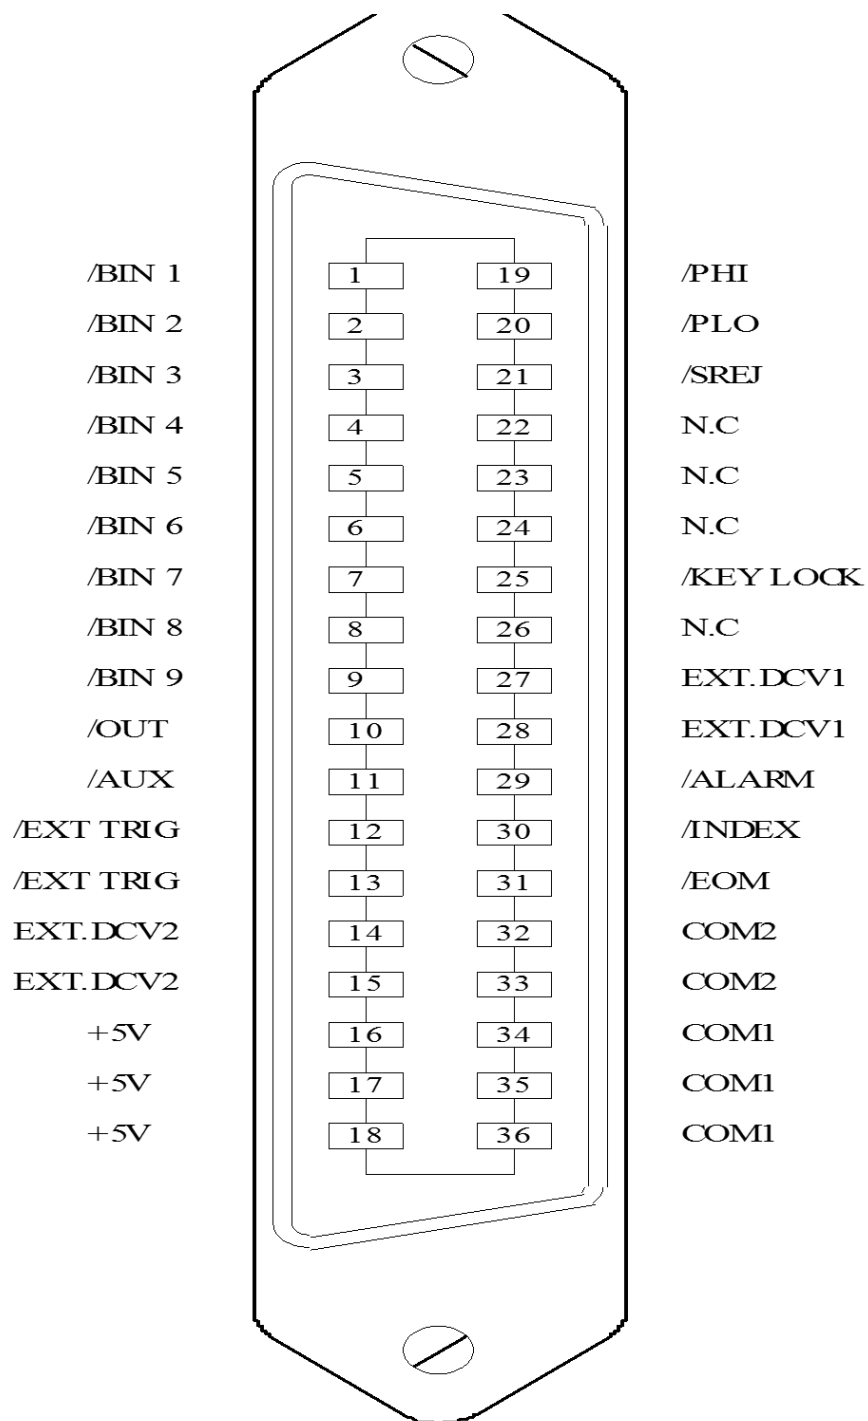 /BIN 1 1 19 /PHI
/BIN 2 2 20 /PLO
/BIN 3 3 21 /SREJ
/BIN 4 4 22 N.C
/BIN 5 5 23 N.C
/BIN 6 6 24 N.C
/BIN 7 7 25 /KEY LOCK
/BIN 8 8 26 N.C
/BIN 9 9 27 EXT.DCV1
/OUT 10 28 EXT.DCV1
/AUX 11 29 /ALARM
/EXT TRIG 12 30 /INDEX
/EXT TRIG 13 31 /EOM
EXT.DCV2 14 32 COM2
EXT.DCV2 15 33 COM2
+5V 16 34 COM1
+5V 17 35 COM1
+5V 18 36 COM1